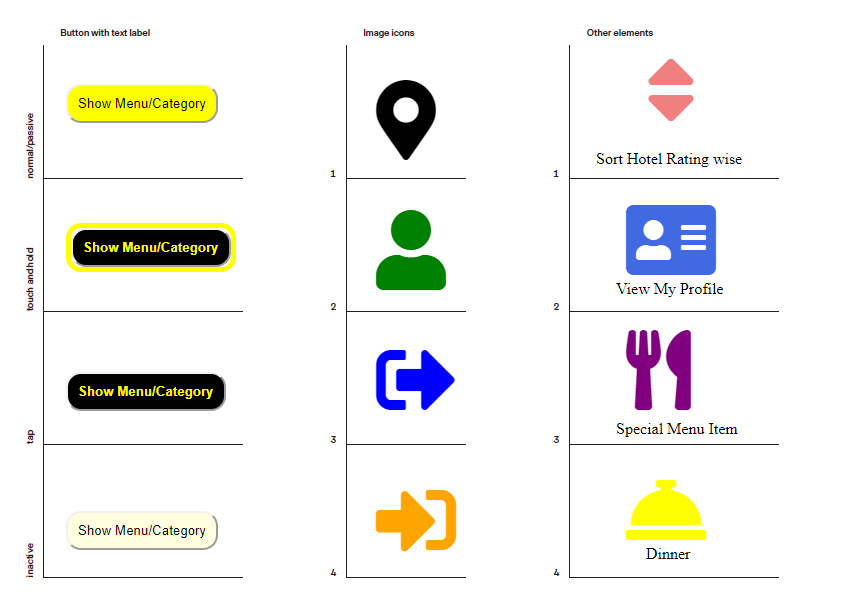 Button with text label
Image icons
Other elements
normal/passive
Show Menu/Category
1
1
Sort Hotel Rating wise
touch and hold
Show Menu/Category
2
2
View My Profile
tap
Show Menu/Category
3
3
Special Menu Item
inactive
Show Menu/Category
4
4
Dinner